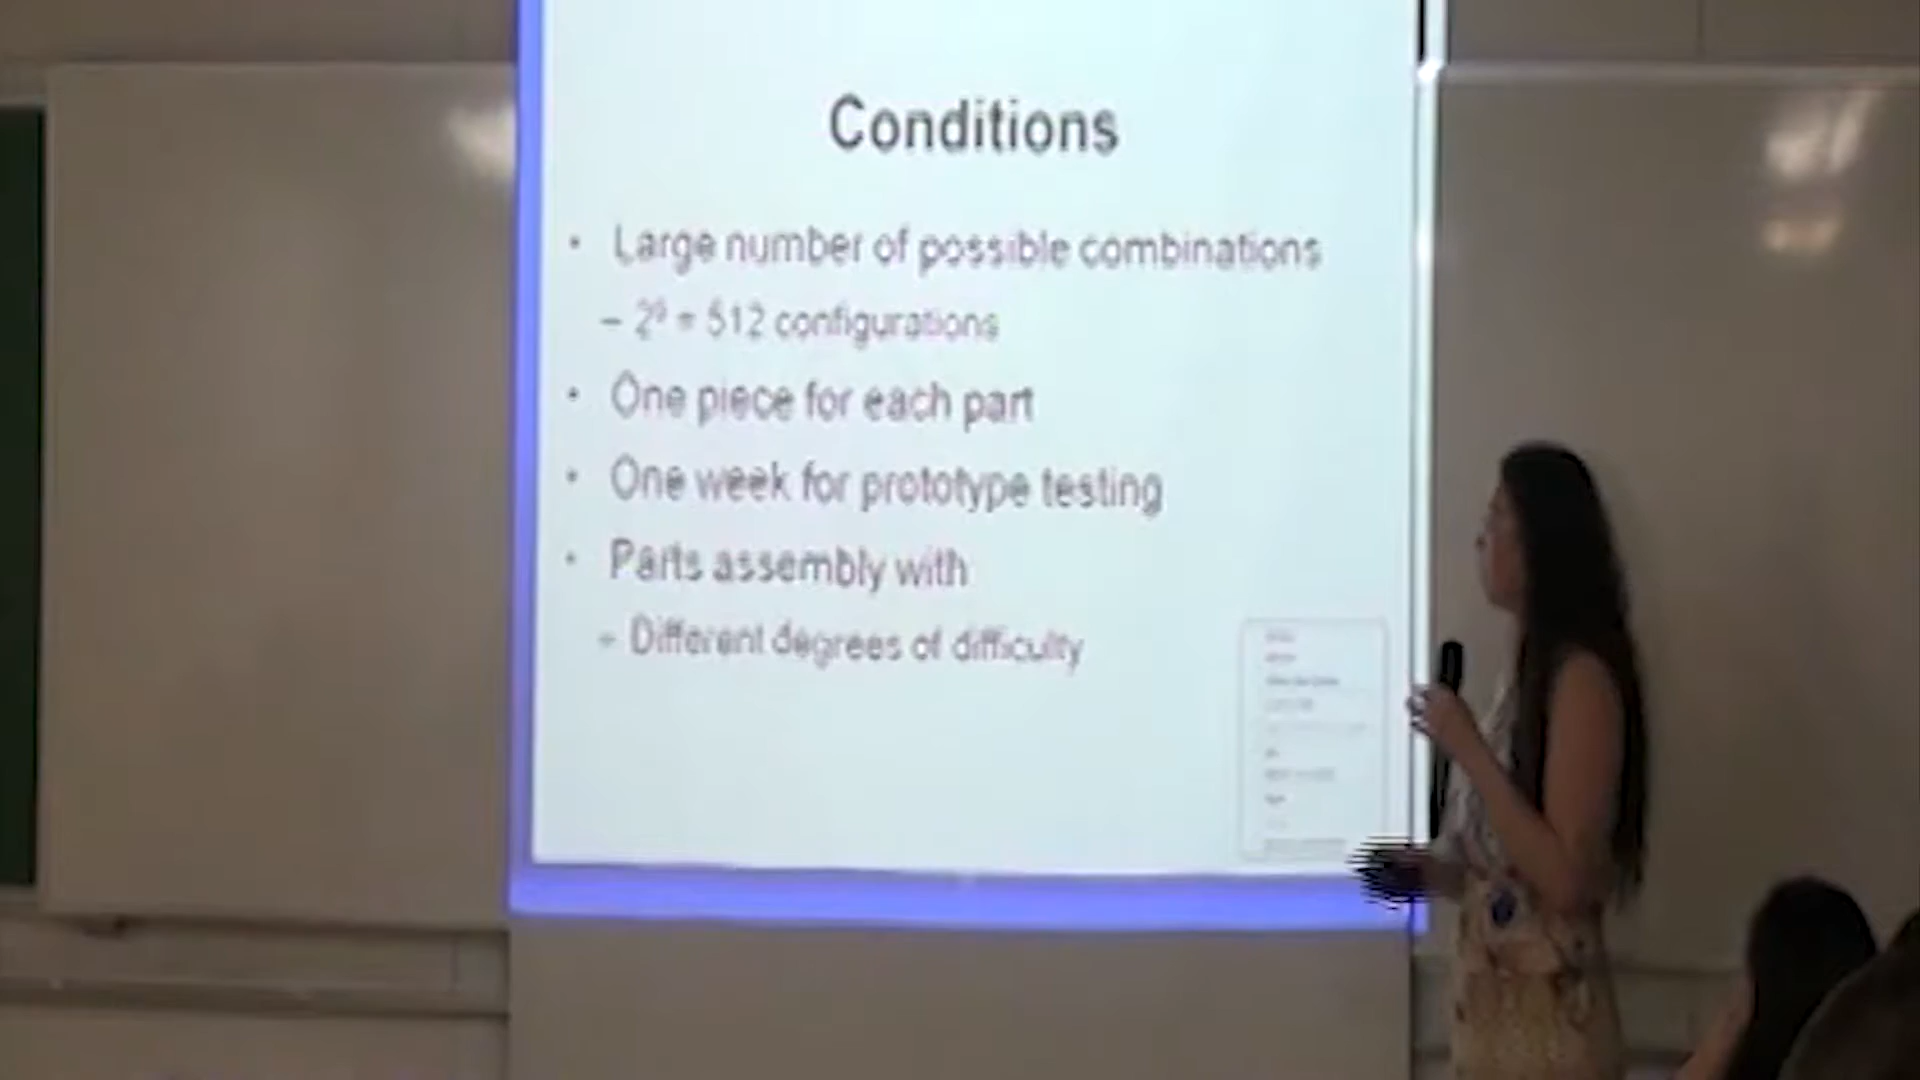 Conditions
• Large number of possible combinations
– 2⁹ = 512 configurations
• One piece for each part
• One week for prototype testing
• Parts assembly with
– Different degrees of difficulty